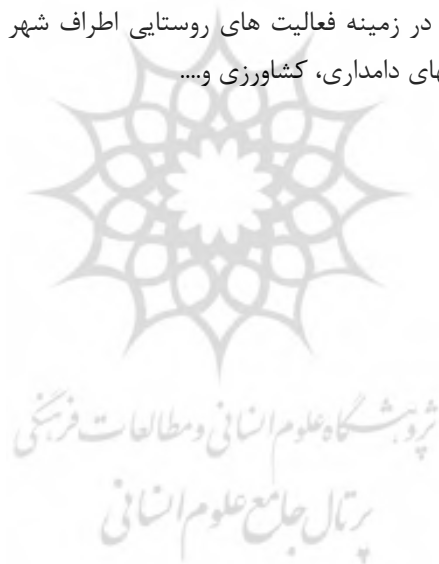 در زمینه فعالیت های روستایی اطراف شهر
های دامداری، کشاورزی و....
پژوهشگاه علوم انسانی و مطالعات فرهنگی
پرتال جامع علوم انسانی